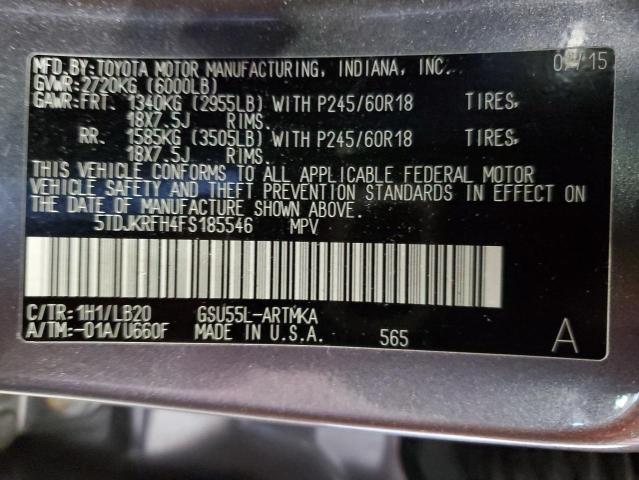 MFD.BY:TOYOTA MOTOR MANUFACTURING, INDIANA, INC. 15
GVWR:2720KG (6000LB)
GAWR:FRT. 1340KG (2955LB) WITH P245/60R18 TIRES,
18X7.5J RIMS.
RR. 1585KG (3505LB) WITH P245/60R18 TIRES,
18X7.5J RIMS.
THIS VEHICLE CONFORMS TO ALL APPLICABLE FEDERAL MOTOR
VEHICLE SAFETY AND THEFT PREVENTION STANDARDS IN EFFECT ON
THE DATE OF MANUFACTURE SHOWN ABOVE.
5TDJKRFH4FS185546 MPV
C/TR:1H1/LB20 GSU55L-ARTMKA
A/TM:-01A/U660F MADE IN U.S.A. 565 A